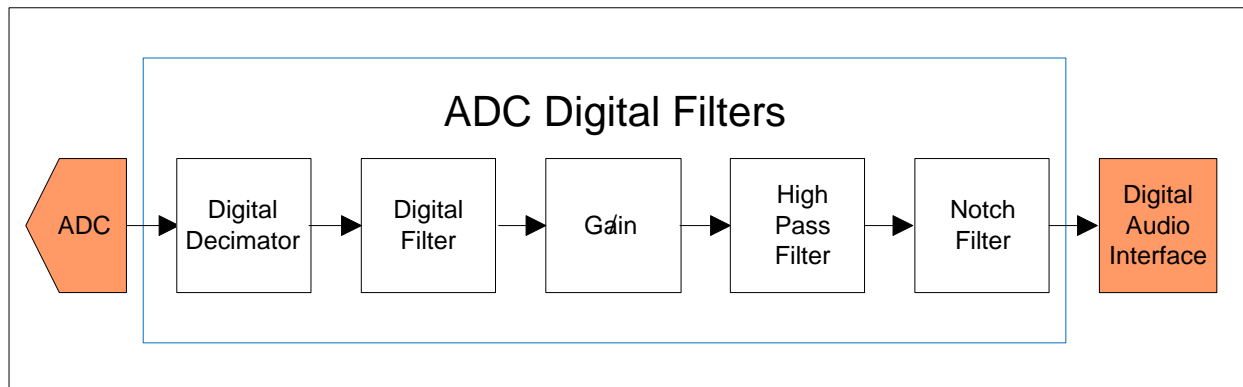 ADC Digital Filters
ADC
Digital
Decimator
Digital
Filter
Gain
High
Pass
Filter
Notch
Filter
Digital
Audio
Interface